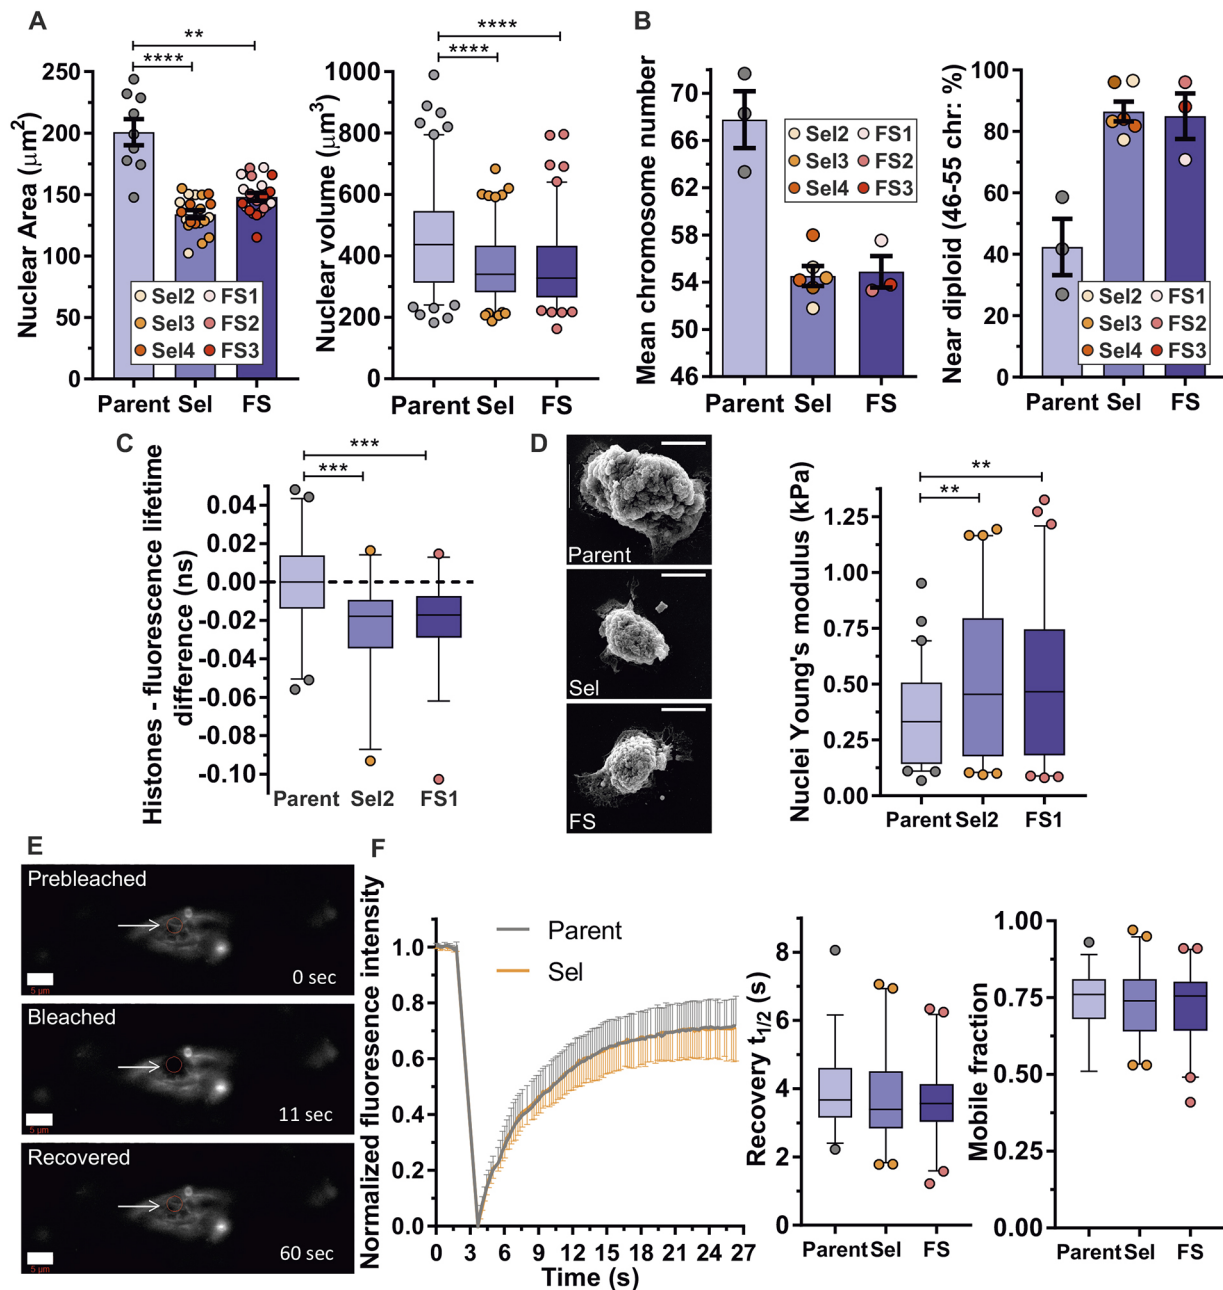 A
Nuclear Area (μm²)
250
200
150
100
50
0
**
****
Sel2 FS1
Sel3 FS2
Sel4 FS3
Parent Sel FS
Nuclear volume (μm³)
1000
800
600
400
200
0
****
****
Parent Sel FS
B
Mean chromosome number
70
66
62
58
54
50
46
Sel2 FS1
Sel3 FS2
Sel4 FS3
Parent Sel FS
Near diploid (46-55 chr: %)
100
80
60
40
20
0
Sel2 FS1
Sel3 FS2
Sel4 FS3
Parent Sel FS
C
Histones - fluorescence lifetime
difference (ns)
0.04
0.02
0.00
-0.02
-0.04
-0.06
-0.08
-0.10
***
***
Parent Sel2 FS1
D
Parent
Sel
FS
Nuclei Young's modulus (kPa)
1.25
1.00
0.75
0.50
0.25
0.00
**
**
Parent Sel2 FS1
E
Prebleached
5 μm
0 sec
Bleached
5 μm
11 sec
Recovered
5 μm
60 sec
F
Normalized fluorescence intensity
1.0
0.8
0.6
0.4
0.2
0.0
Parent
Sel
0 3 6 9 12 15 18 21 24 27
Time (s)
Recovery t1/2 (s)
8
6
4
2
0
Parent Sel FS
Mobile fraction
1.00
0.75
0.50
0.25
0.00
Parent Sel FS